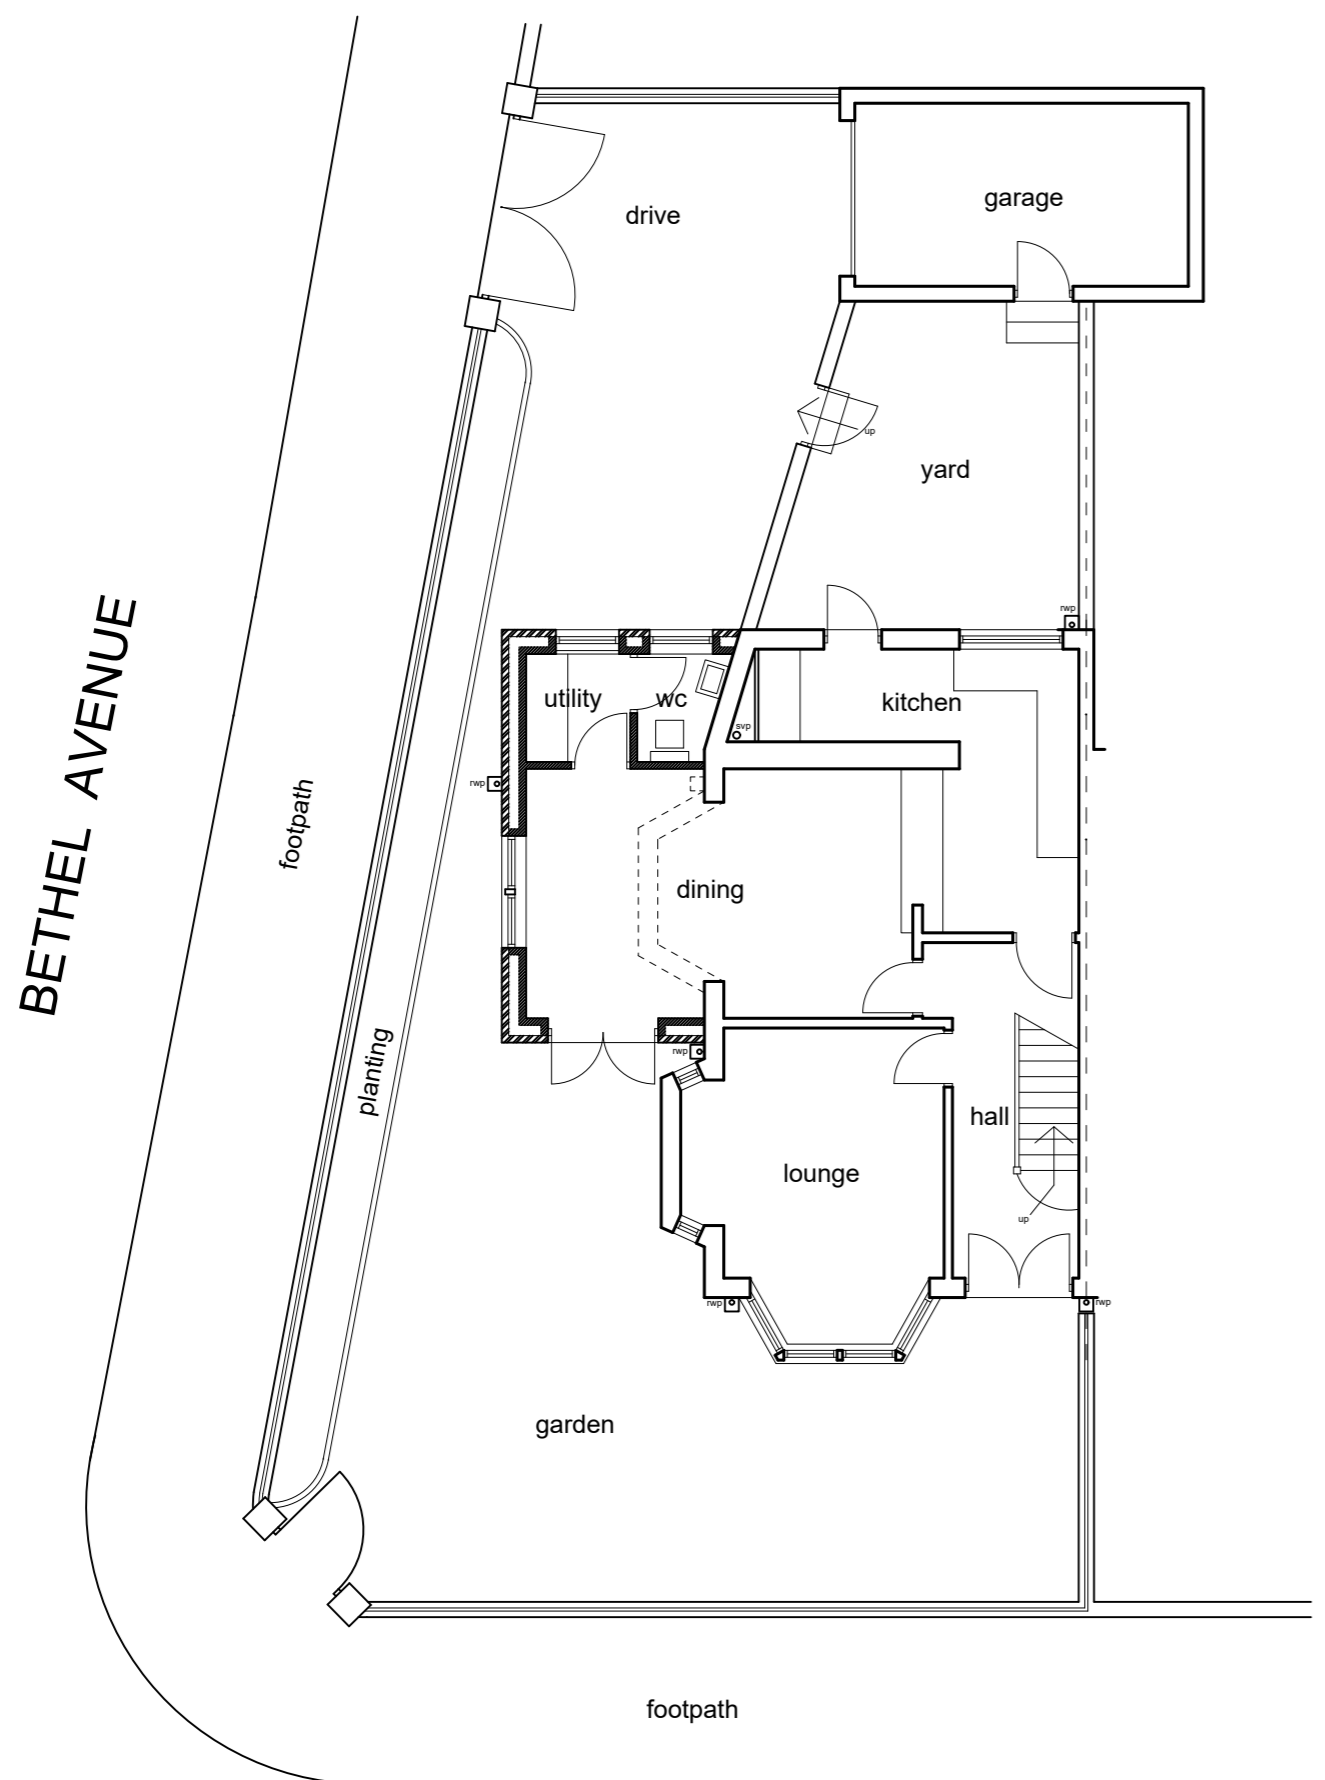 garage
drive
up
yard
rwp
utility
wc
kitchen
svp
rwp
footpath
dining
BETHEL AVENUE
planting
rwp
hall
lounge
up
rwp
rwp
garden
footpath